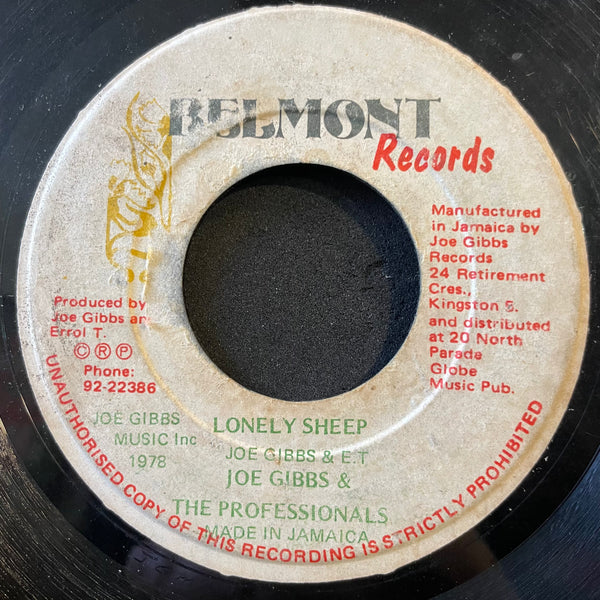 BELMONT
Records
Manufactured
in Jamaica by
Joe Gibbs
Records
24 Retirement
Cres.,
Kingston 5.
and distributed
at 20 North
Parade
Globe
Music Pub.
Produced by
Joe Gibbs an
Errol T.
©℗
Phone:
92-22386
JOE GIBBS
MUSIC Inc
1978
LONELY SHEEP
JOE GIBBS & E.T
JOE GIBBS &
THE PROFESSIONALS
MADE IN JAMAICA
UNAUTHORISED COPY OF THIS RECORDING IS STRICTLY PROHIBITED